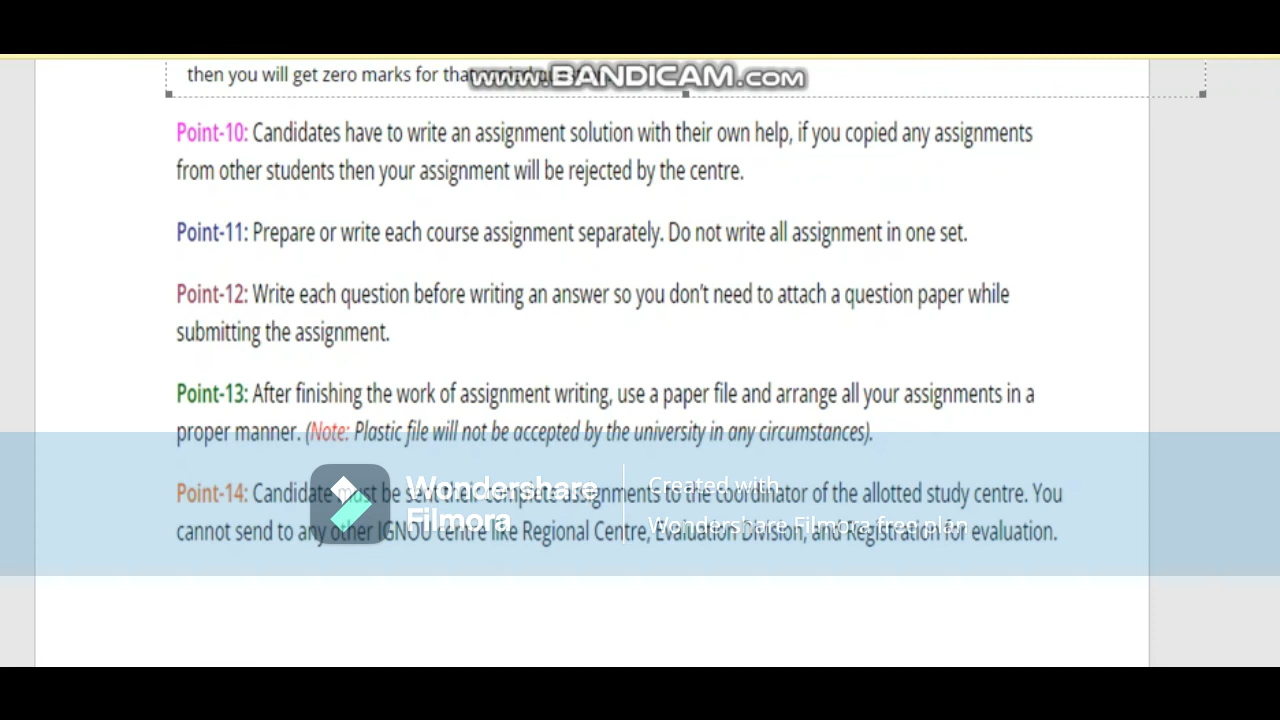 then you will get zero marks for that
www.BANDICAM.com
Point-10: Candidates have to write an assignment solution with their own help, if you copied any assignments
from other students then your assignment will be rejected by the centre.
Point-11: Prepare or write each course assignment separately. Do not write all assignment in one set.
Point-12: Write each question before writing an answer so you don't need to attach a question paper while
submitting the assignment.
Point-13: After finishing the work of assignment writing, use a paper file and arrange all your assignments in a
proper manner. (Note: Plastic file will not be accepted by the university in any circumstances).
Point-14: Candidate must be sent their complete assignments to the coordinator of the allotted study centre. You
cannot send to any other IGNOU centre like Regional Centre, Evaluation Division, and Registration for evaluation.
Wondershare
Filmora
Created with
Wondershare Filmora free plan